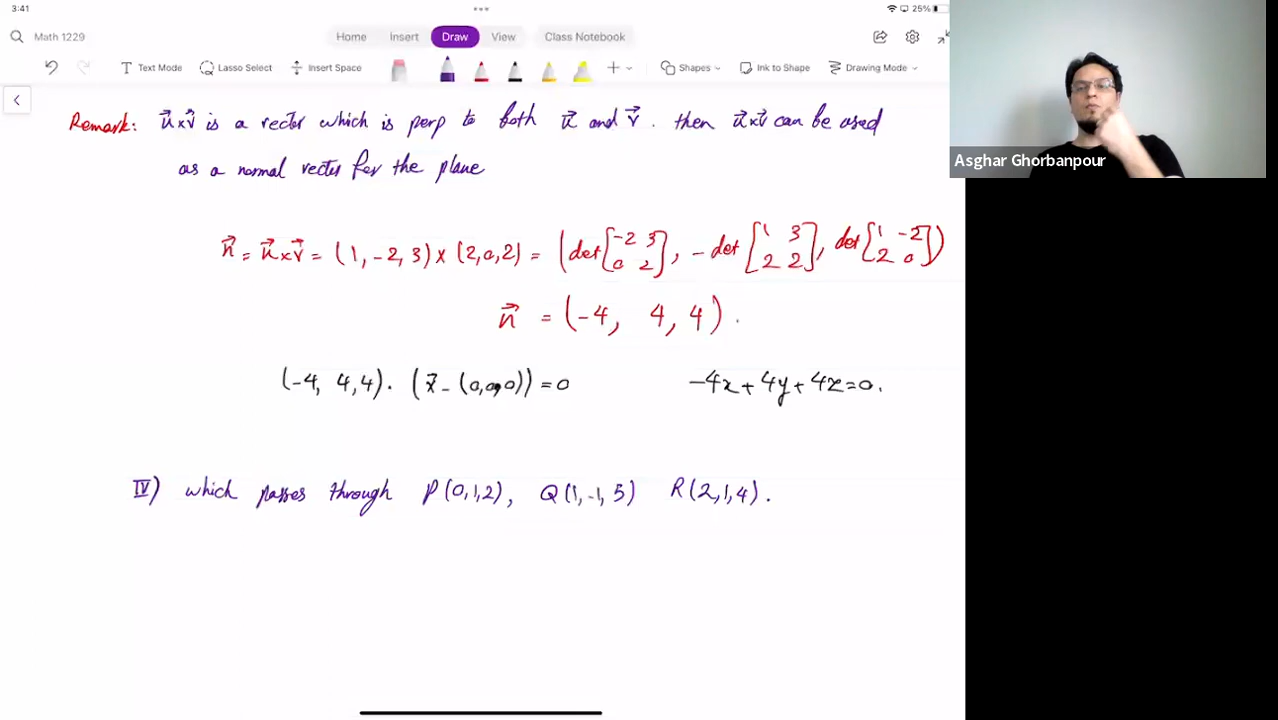 3:41
25%
Math 1229
Home Insert Draw View Class Notebook
Text Mode Lasso Select Insert Space Shapes Ink to Shape Drawing Mode
Asghar Ghorbanpour
Remark: u⃗×v⃗ is a vector which is perp to both u⃗ and v⃗. then u⃗×v⃗ can be used
as a normal vector for the plane
n⃗ = u⃗×v⃗ = (1, -2, 3) × (2, 0, 2) = (det[-2 3; 0 2], -det[1 3; 2 2], det[1 -2; 2 0])
n⃗ = (-4, 4, 4).
(-4, 4, 4). (x⃗ - (0,0,0)) = 0 -4x + 4y + 4z = 0.
IV) which passes through P(0,1,2), Q(1,-1,5) R(2,1,4).